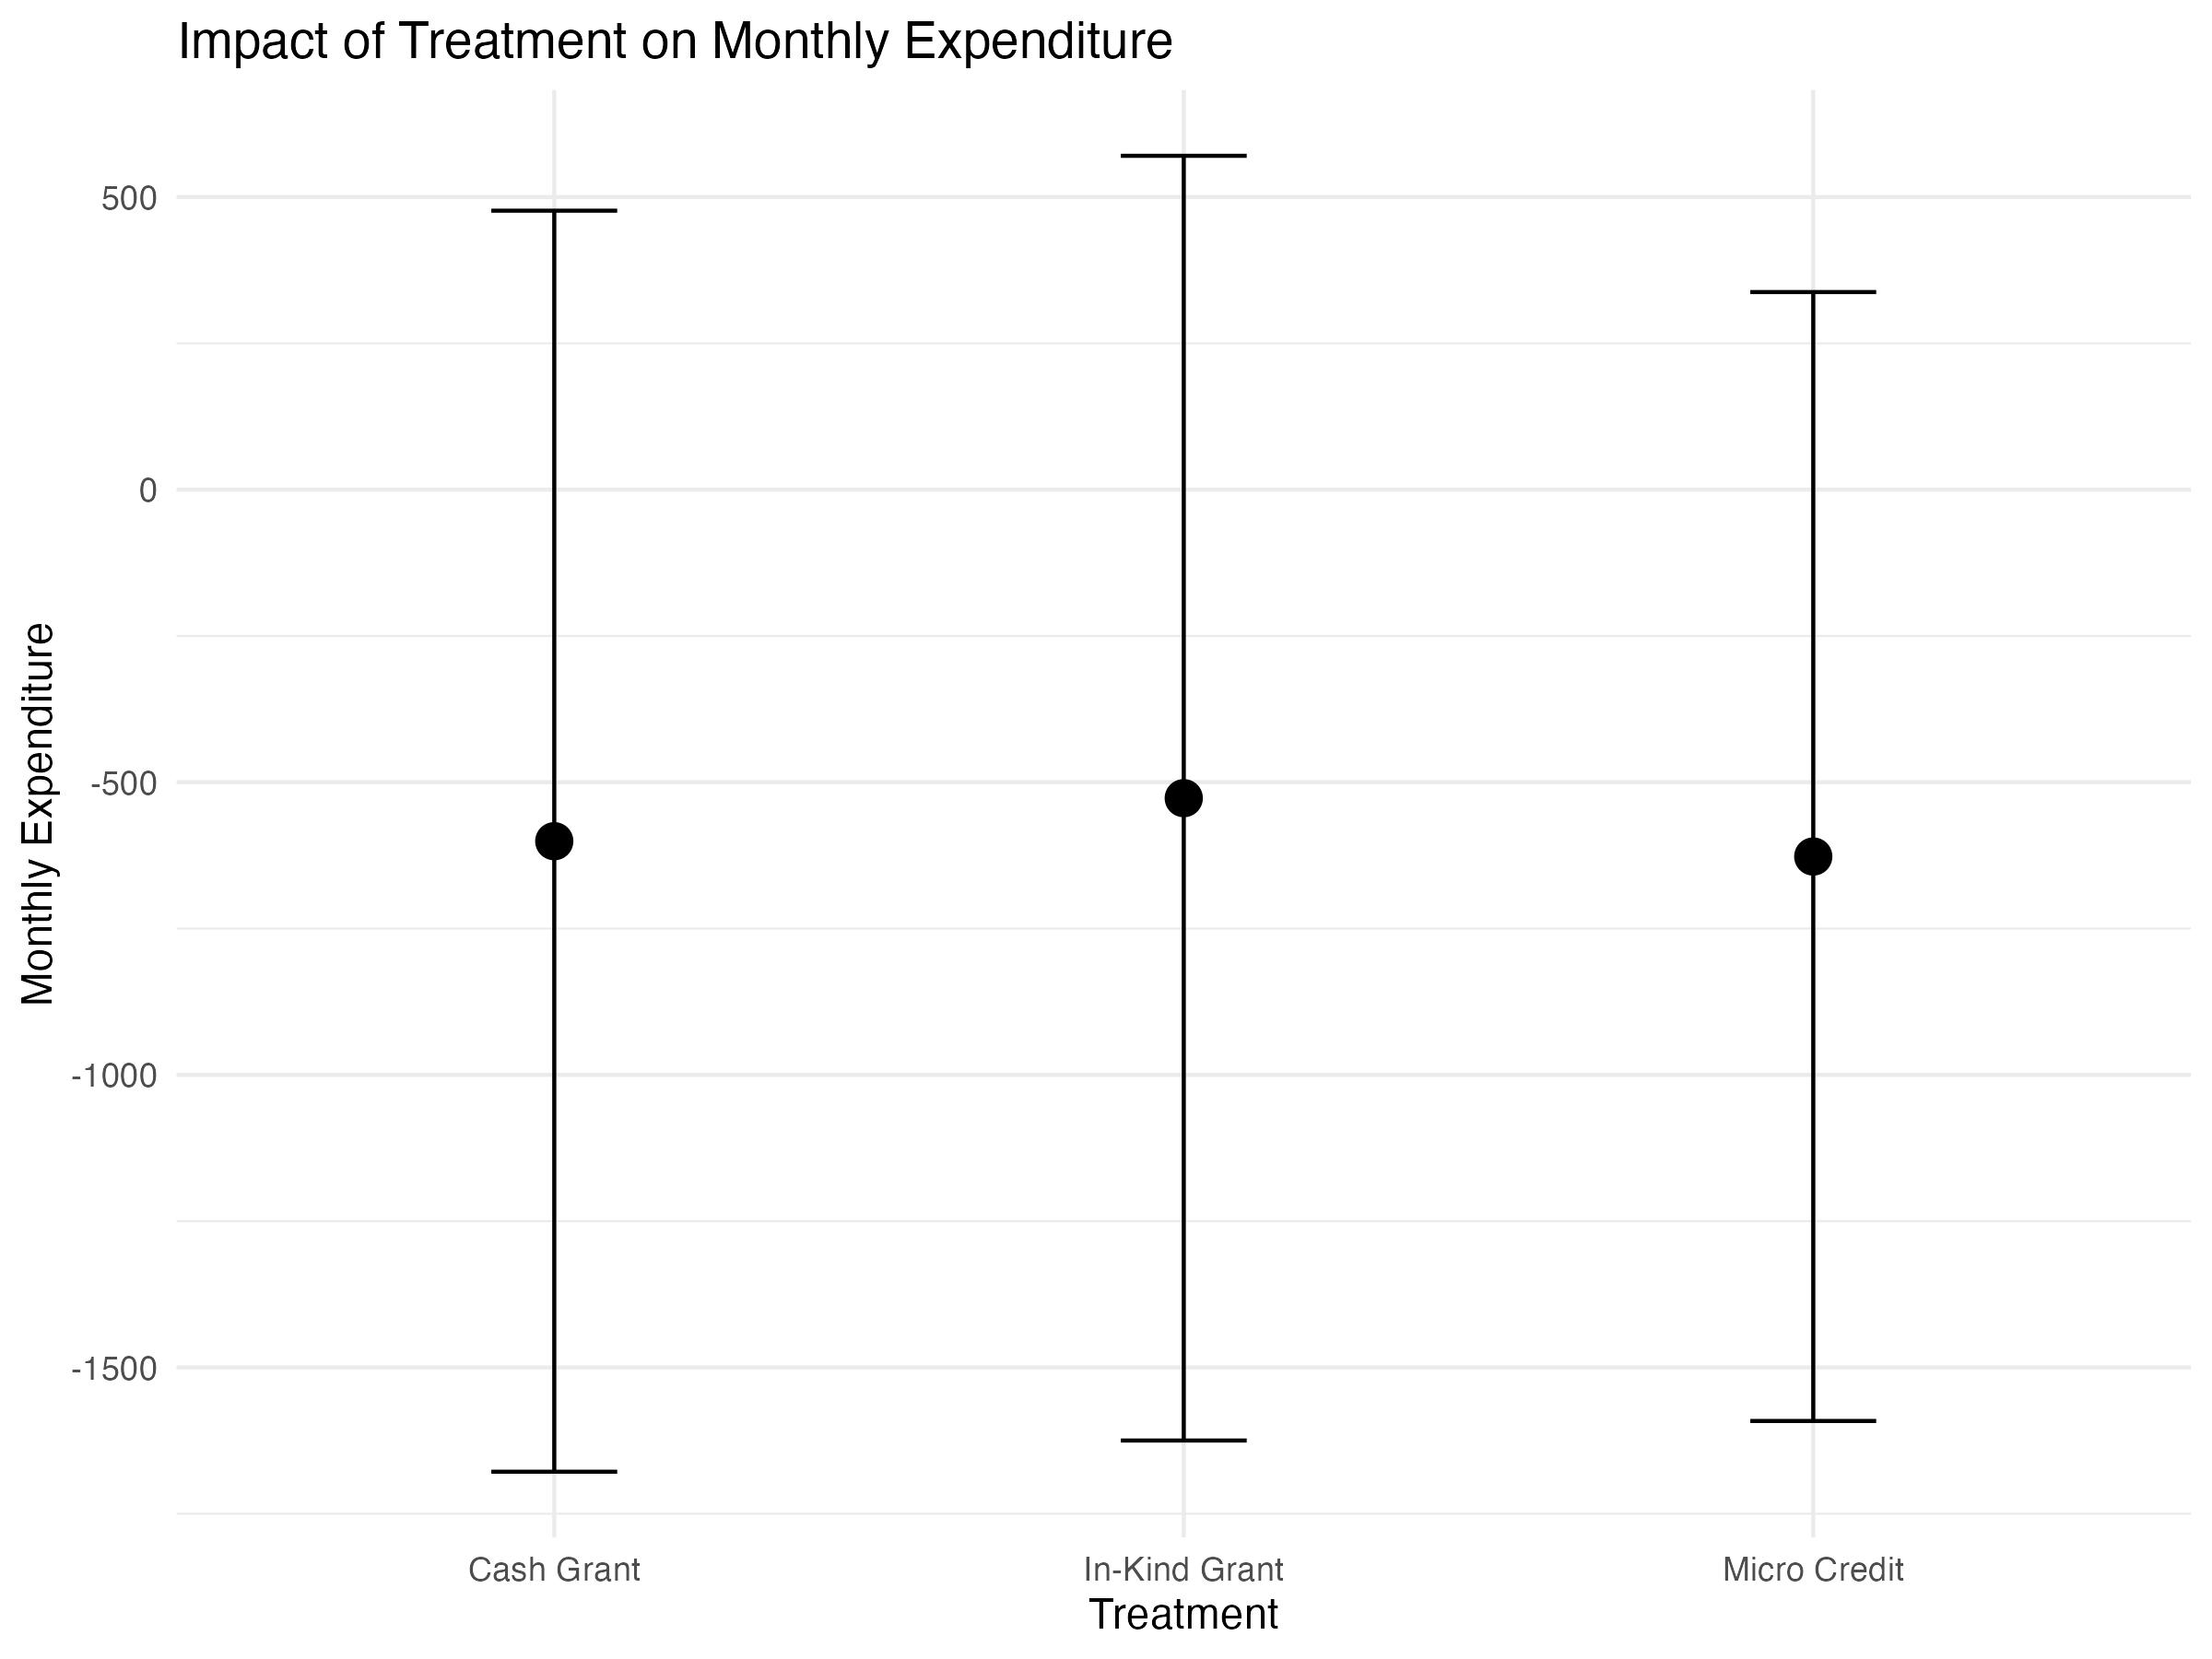 Impact of Treatment on Monthly Expenditure
Monthly Expenditure
500
0
-500
-1000
-1500
Cash Grant
In-Kind Grant
Micro Credit
Treatment